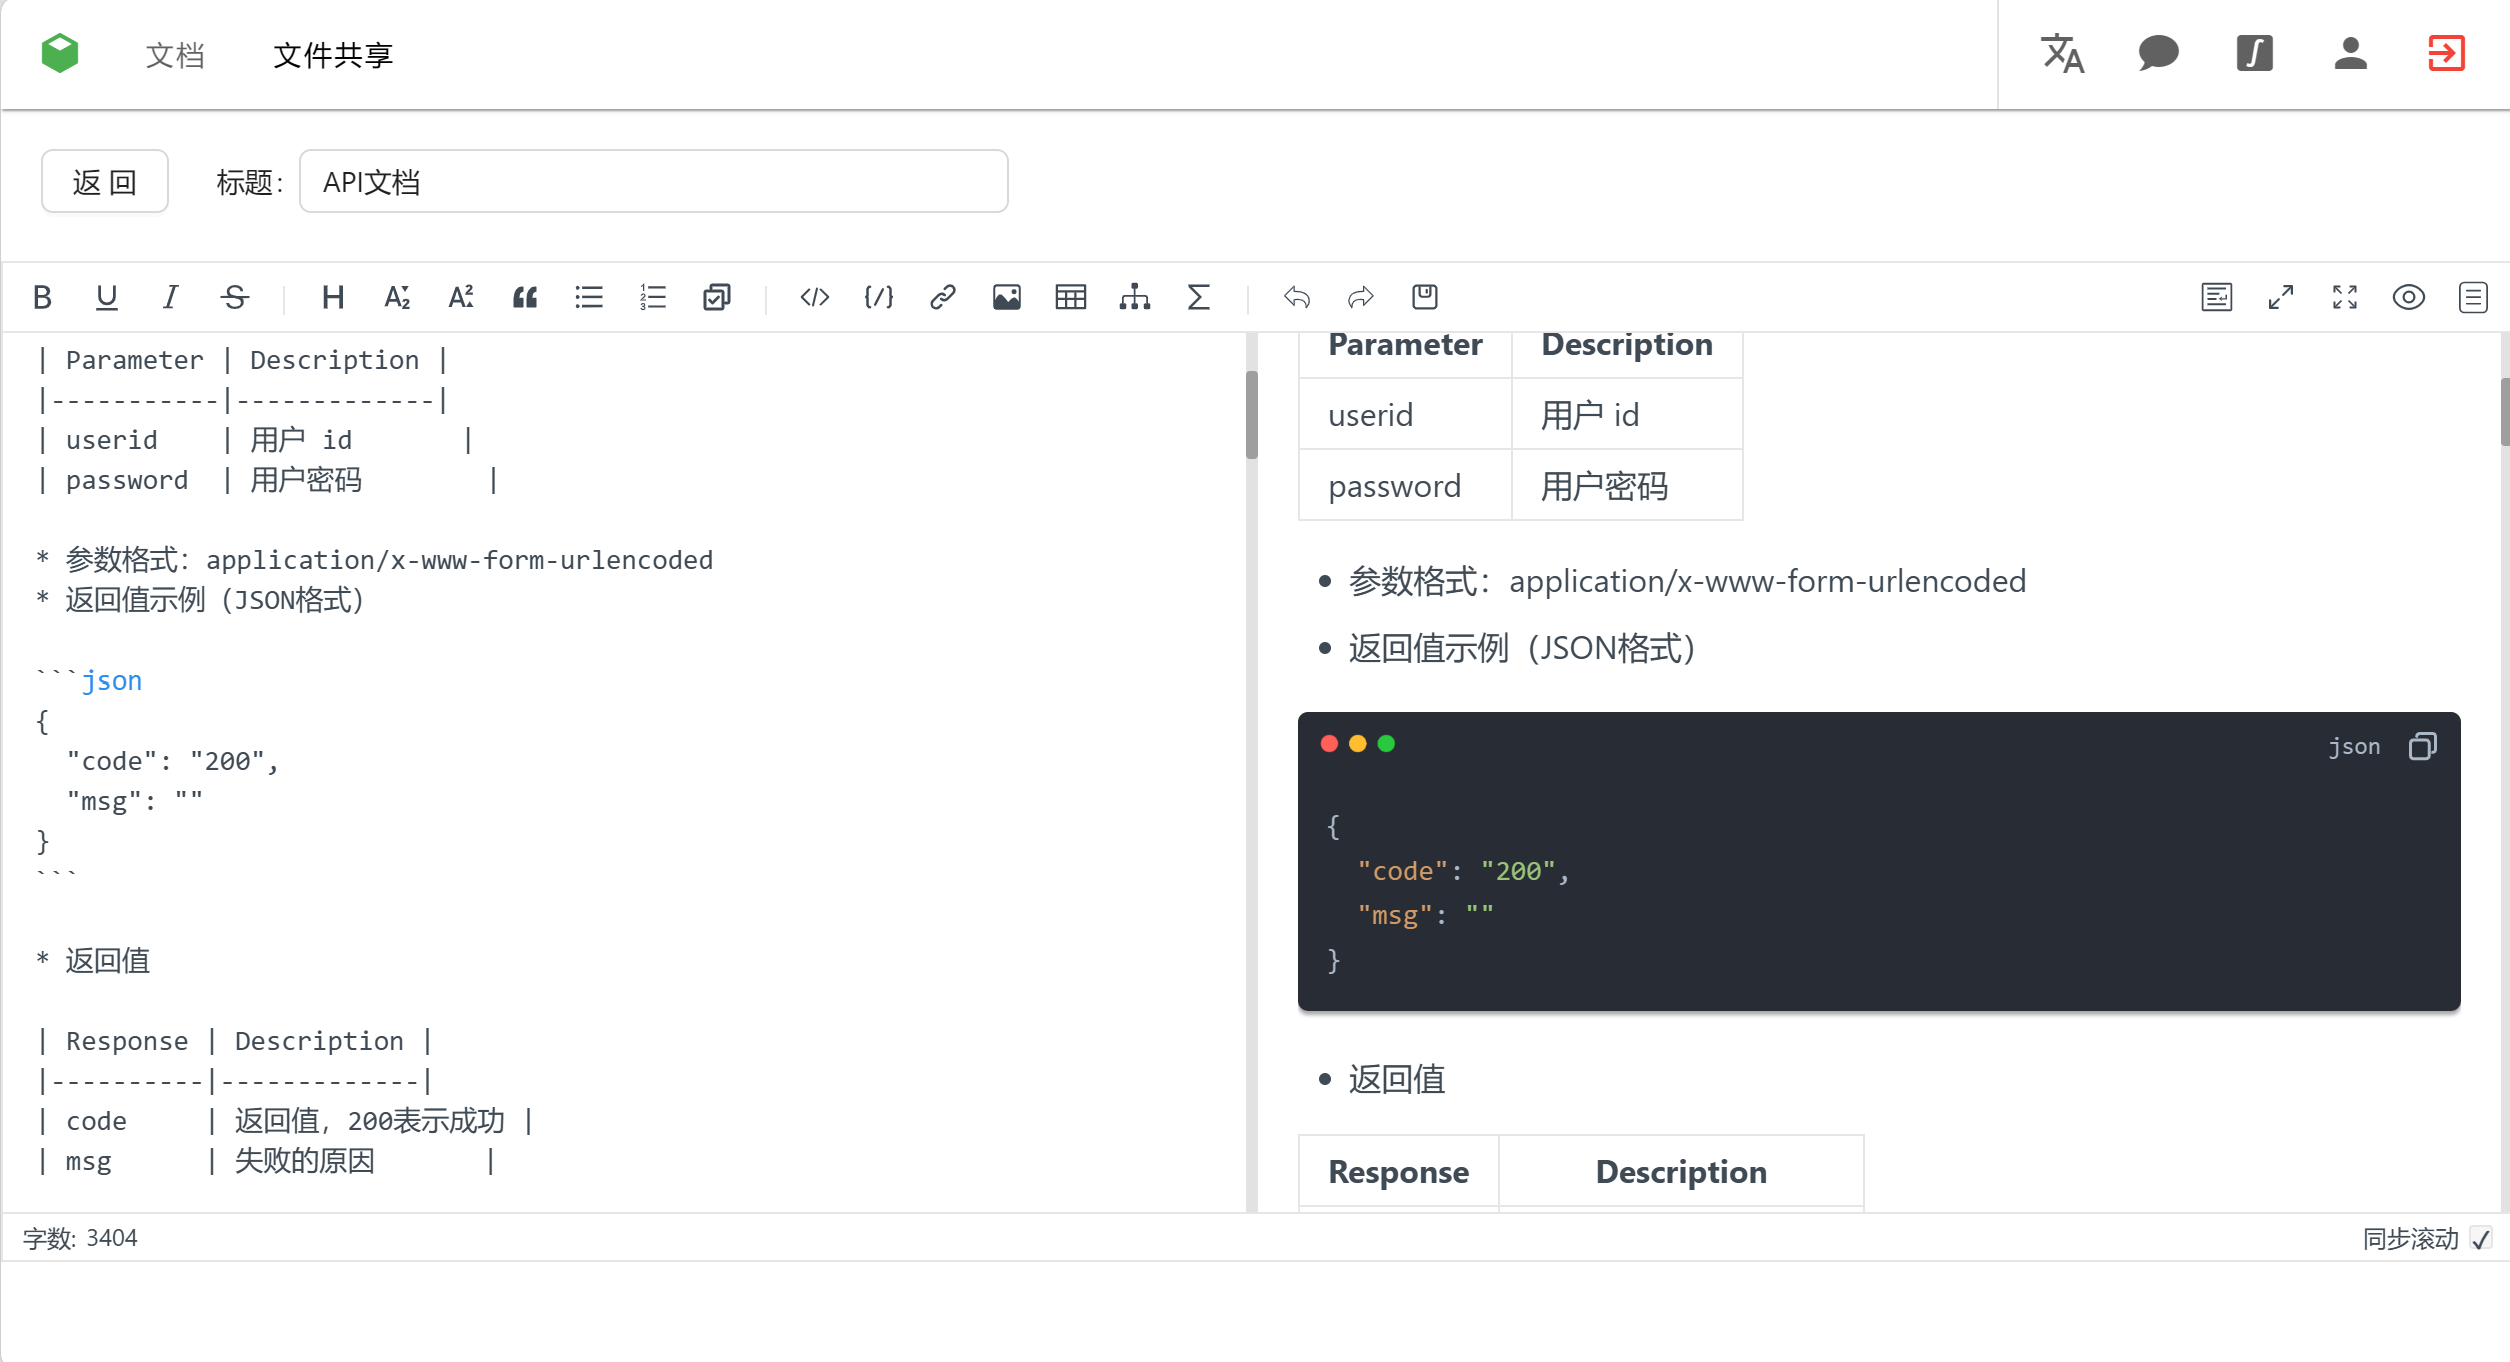 文档 文件共享
返 回 标题: API文档
| Parameter | Description |
|-----------|-------------|
| userid    | 用户 id       |
| password  | 用户密码        |
* 参数格式：application/x-www-form-urlencoded
* 返回值示例（JSON格式）
```json
{
  "code": "200",
  "msg": ""
}
```
* 返回值
| Response | Description |
|----------|-------------|
| code     | 返回值，200表示成功 |
| msg      | 失败的原因       |
Parameter Description
userid 用户 id
password 用户密码
• 参数格式：application/x-www-form-urlencoded
• 返回值示例（JSON格式）
json
{
  "code": "200",
  "msg": ""
}
• 返回值
Response Description
字数: 3404
同步滚动